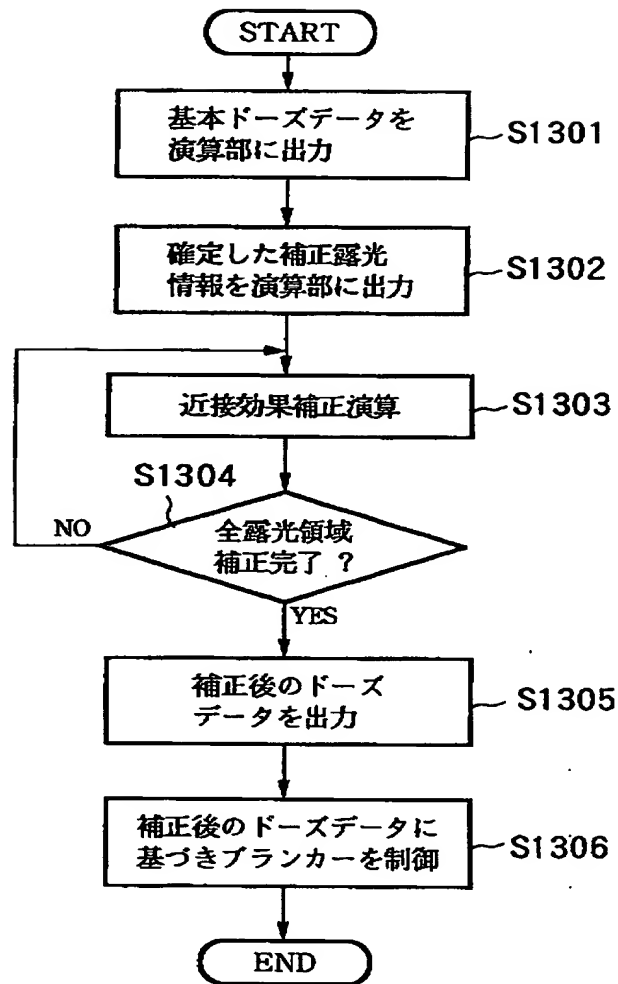 START
基本ドーズデータを
演算部に出力
S1301
確定した補正露光
情報を演算部に出力
S1302
近接効果補正演算
S1303
S1304
NO
全露光領域
補正完了 ?
YES
補正後のドーズ
データを出力
S1305
補正後のドーズデータに
基づきブランカーを制御
S1306
END